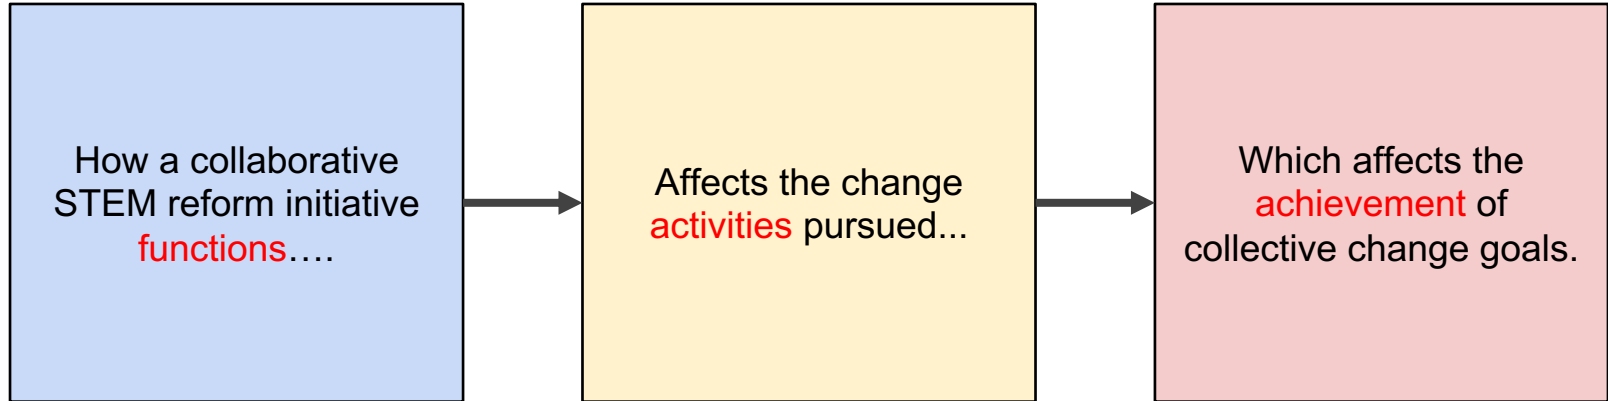 How a collaborative
STEM reform initiative
functions….
Affects the change
activities pursued...
Which affects the
achievement of
collective change goals.